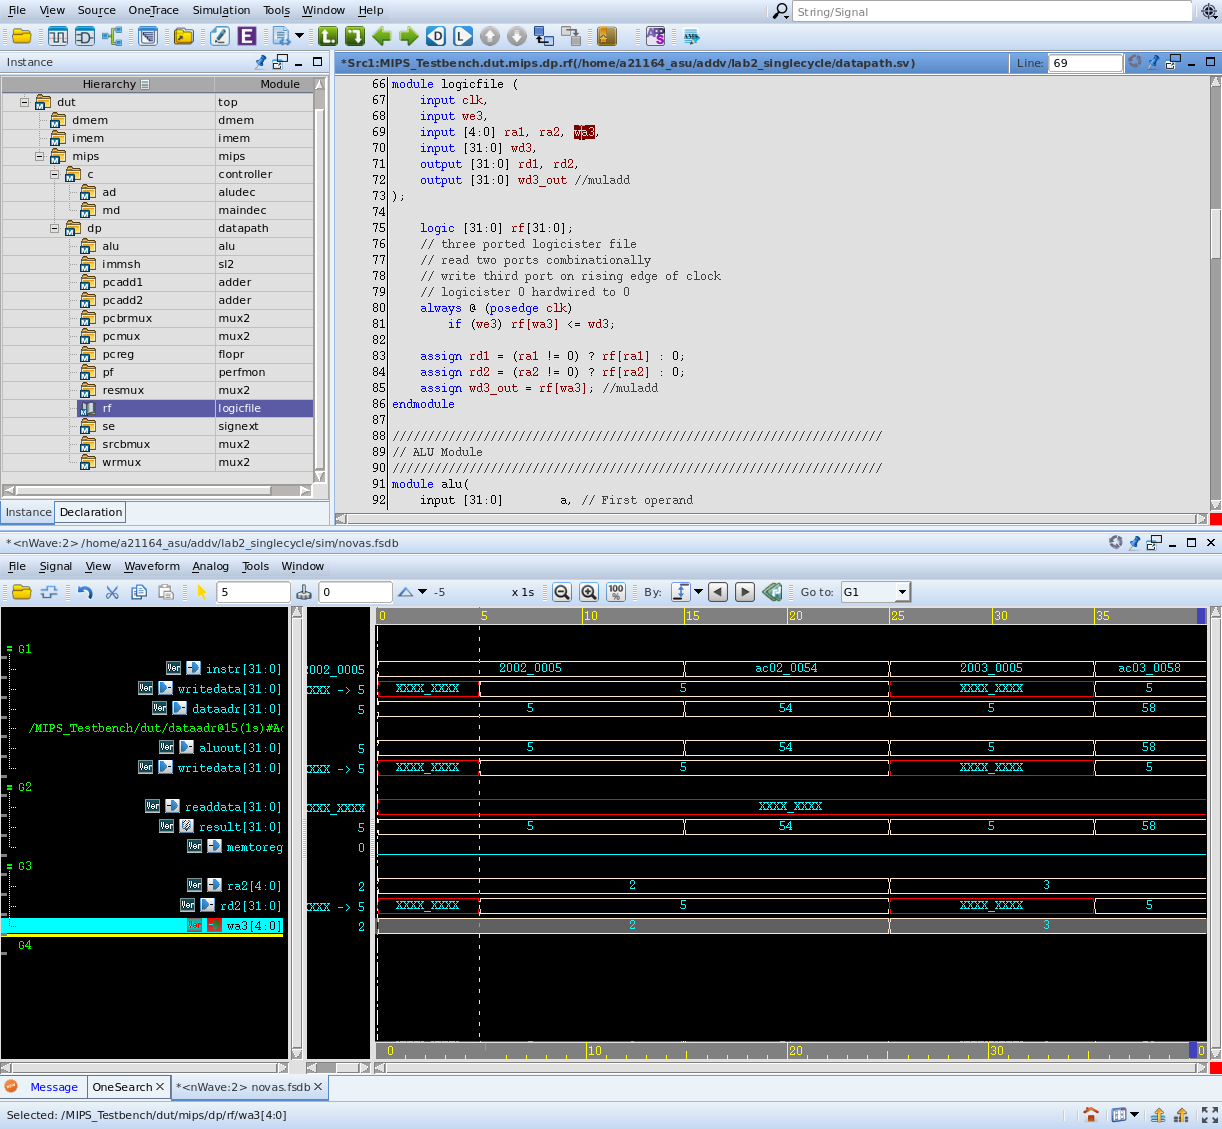 File View Source OneTrace Simulation Tools Window Help
String/Signal
Instance
*Src1:MIPS_Testbench.dut.mips.dp.rf(/home/a21164_asu/addv/lab2_singlecycle/datapath.sv)
Line: 69
Hierarchy Module
dut top
dmem dmem
imem imem
mips mips
c controller
ad aludec
md maindec
dp datapath
alu alu
immsh sl2
pcadd1 adder
pcadd2 adder
pcbrmux mux2
pcmux mux2
pcreg flopr
pf perfmon
resmux mux2
rf logicfile
se signext
srcbmux mux2
wrmux mux2
Instance Declaration
66 module logicfile (
67 input clk,
68 input we3,
69 input [4:0] ra1, ra2, wa3,
70 input [31:0] wd3,
71 output [31:0] rd1, rd2,
72 output [31:0] wd3_out //muladd
73 );
74
75 logic [31:0] rf[31:0];
76 // three ported logicister file
77 // read two ports combinationally
78 // write third port on rising edge of clock
79 // logicister 0 hardwired to 0
80 always @ (posedge clk)
81 if (we3) rf[wa3] <= wd3;
82
83 assign rd1 = (ra1 != 0) ? rf[ra1] : 0;
84 assign rd2 = (ra2 != 0) ? rf[ra2] : 0;
85 assign wd3_out = rf[wa3]; //muladd
86 endmodule
87
88 //////////////////////////////////////////////////////////////////////
89 // ALU Module
90 //////////////////////////////////////////////////////////////////////
91 module alu(
92 input [31:0] a, // First operand
*<nWave:2> /home/a21164_asu/addv/lab2_singlecycle/sim/novas.fsdb
File Signal View Waveform Analog Tools Window
5 0 -5 x 1s 100% By: Go to: G1
0 5 10 15 20 25 30 35
G1
instr[31:0] 2002_0005 2002_0005 ac02_0054 2003_0005 ac03_0058
writedata[31:0] XXXX -> 5 XXXX_XXXX 5 XXXX_XXXX 5
dataadr[31:0] 5 5 54 5 58
/MIPS_Testbench/dut/dataadr@15(1s)#Ac
aluout[31:0] 5 5 54 5 58
writedata[31:0] XXXX -> 5 XXXX_XXXX 5 XXXX_XXXX 5
G2
readdata[31:0] XXXX_XXXX XXXX_XXXX
result[31:0] 5 5 54 5 58
memtoreg 0
G3
ra2[4:0] 2 2 3
rd2[31:0] XXXX -> 5 XXXX_XXXX 5 XXXX_XXXX 5
wa3[4:0] 2 2 3
G4
0 10 20 30 0
Message OneSearch *<nWave:2> novas.fsdb
Selected: /MIPS_Testbench/dut/mips/dp/rf/wa3[4:0]